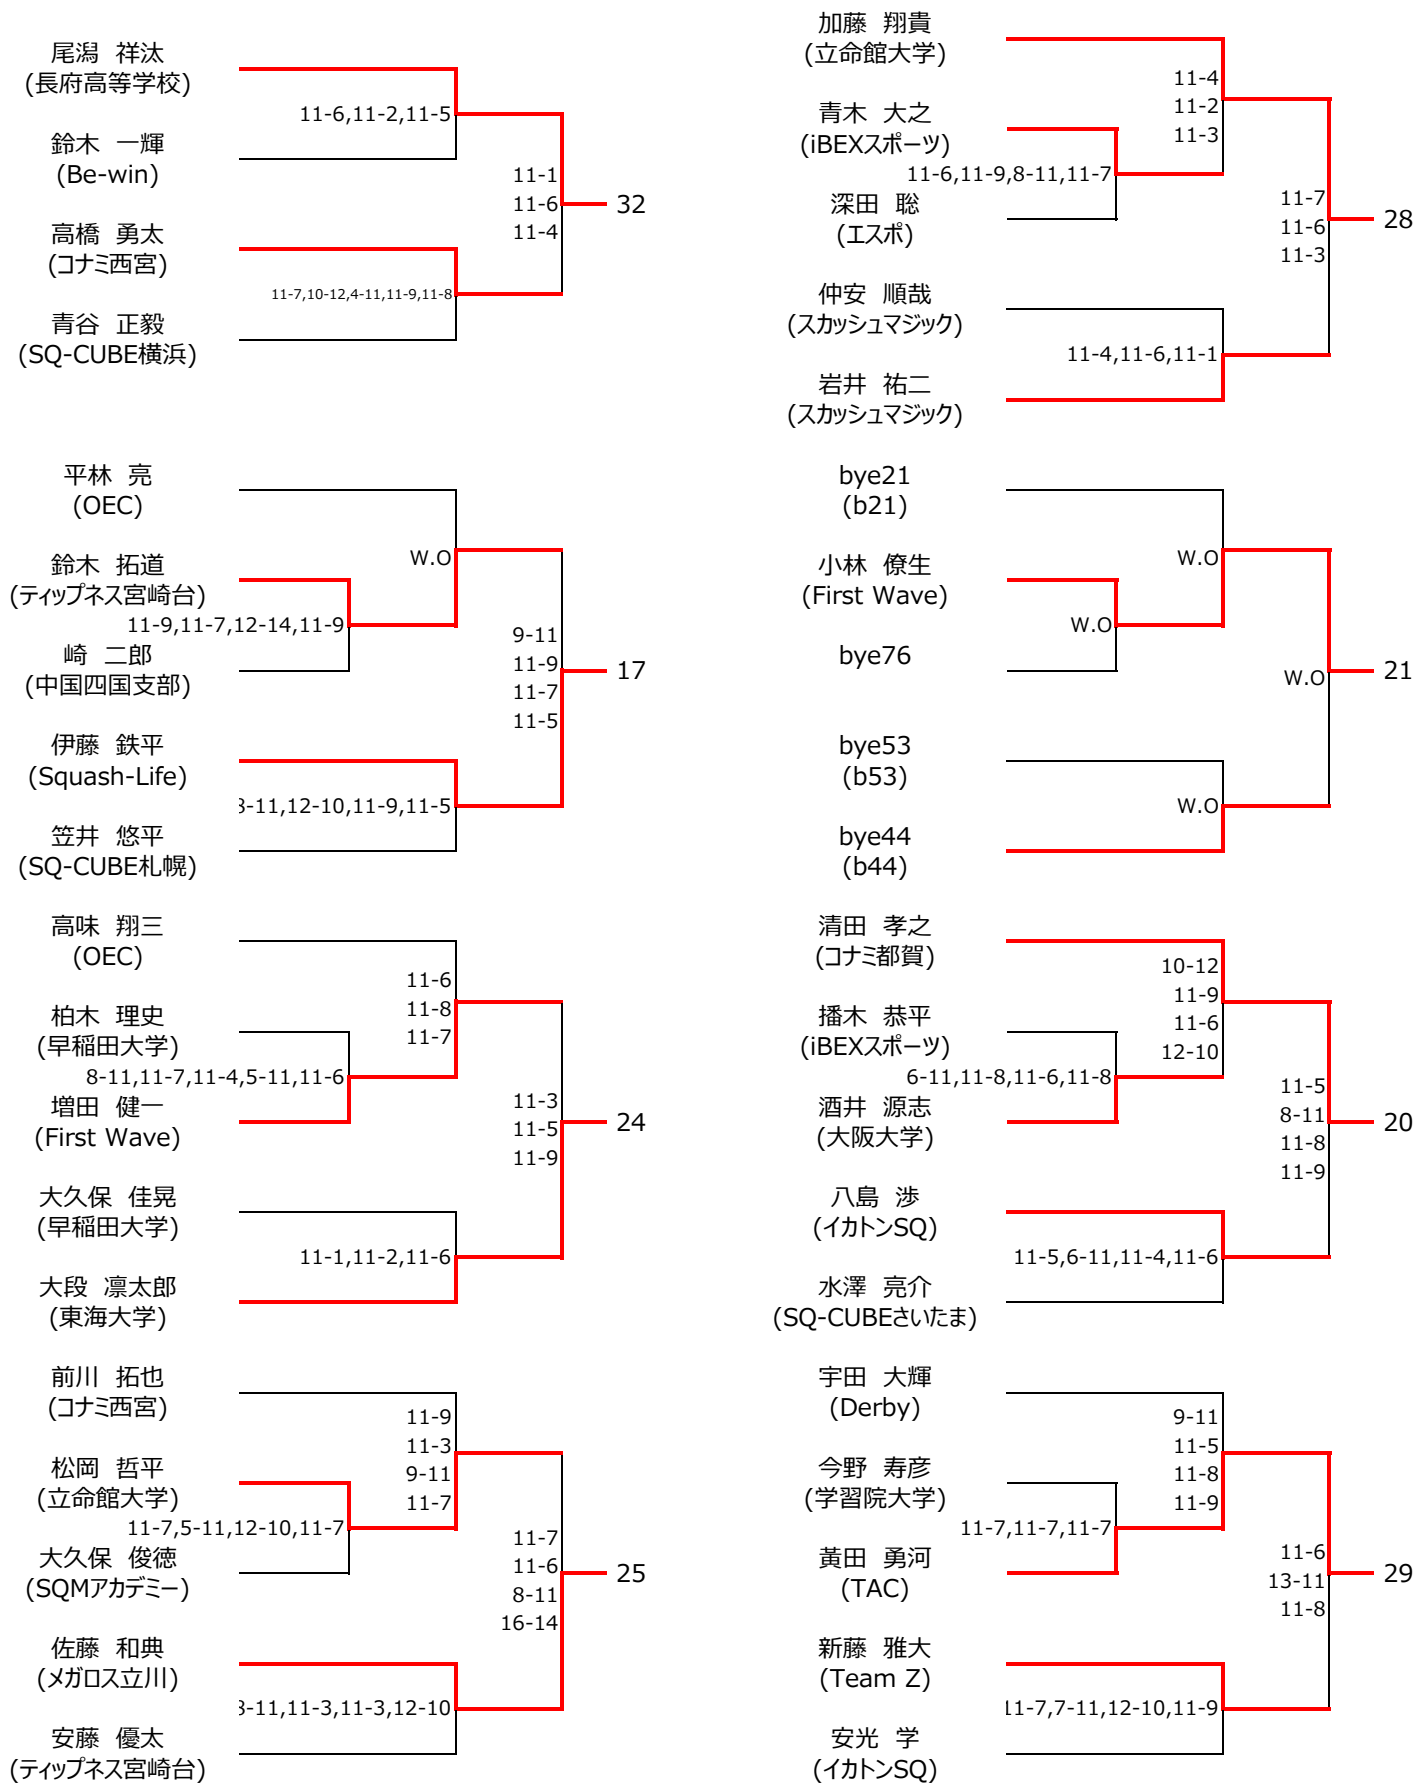 尾潟 祥汰
(長府高等学校)
11-6,11-2,11-5
鈴木 一輝
(Be-win)
11-1
11-6
11-4
32
高橋 勇太
(コナミ西宮)
11-7,10-12,4-11,11-9,11-8
青谷 正毅
(SQ-CUBE横浜)
平林 亮
(OEC)
W.O
鈴木 拓道
(ティップネス宮崎台)
11-9,11-7,12-14,11-9
崎 二郎
(中国四国支部)
9-11
11-9
11-7
11-5
17
伊藤 鉄平
(Squash-Life)
-11,12-10,11-9,11-5
笠井 悠平
(SQ-CUBE札幌)
高味 翔三
(OEC)
11-6
11-8
11-7
柏木 理史
(早稲田大学)
8-11,11-7,11-4,5-11,11-6
増田 健一
(First Wave)
11-3
11-5
11-9
24
大久保 佳晃
(早稲田大学)
11-1,11-2,11-6
大段 凛太郎
(東海大学)
前川 拓也
(コナミ西宮)
11-9
11-3
9-11
11-7
松岡 哲平
(立命館大学)
11-7,5-11,12-10,11-7
大久保 俊徳
(SQMアカデミー)
11-7
11-6
8-11
16-14
25
佐藤 和典
(メガロス立川)
-11,11-3,11-3,12-10
安藤 優太
(ティップネス宮崎台)
加藤 翔貴
(立命館大学)
11-4
11-2
11-3
青木 大之
(iBEXスポーツ)
11-6,11-9,8-11,11-7
深田 聡
(エスポ)
11-7
11-6
11-3
28
仲安 順哉
(スカッシュマジック)
11-4,11-6,11-1
岩井 祐二
(スカッシュマジック)
bye21
(b21)
W.O
小林 僚生
(First Wave)
W.O
bye76
W.O
21
bye53
(b53)
W.O
bye44
(b44)
清田 孝之
(コナミ都賀)
10-12
11-9
11-6
12-10
播木 恭平
(iBEXスポーツ)
6-11,11-8,11-6,11-8
酒井 源志
(大阪大学)
11-5
8-11
11-8
11-9
20
八島 渉
(イカトンSQ)
11-5,6-11,11-4,11-6
水澤 亮介
(SQ-CUBEさいたま)
宇田 大輝
(Derby)
9-11
11-5
11-8
11-9
今野 寿彦
(学習院大学)
11-7,11-7,11-7
黃田 勇河
(TAC)
11-6
13-11
11-8
29
新藤 雅大
(Team Z)
11-7,7-11,12-10,11-9
安光 学
(イカトンSQ)